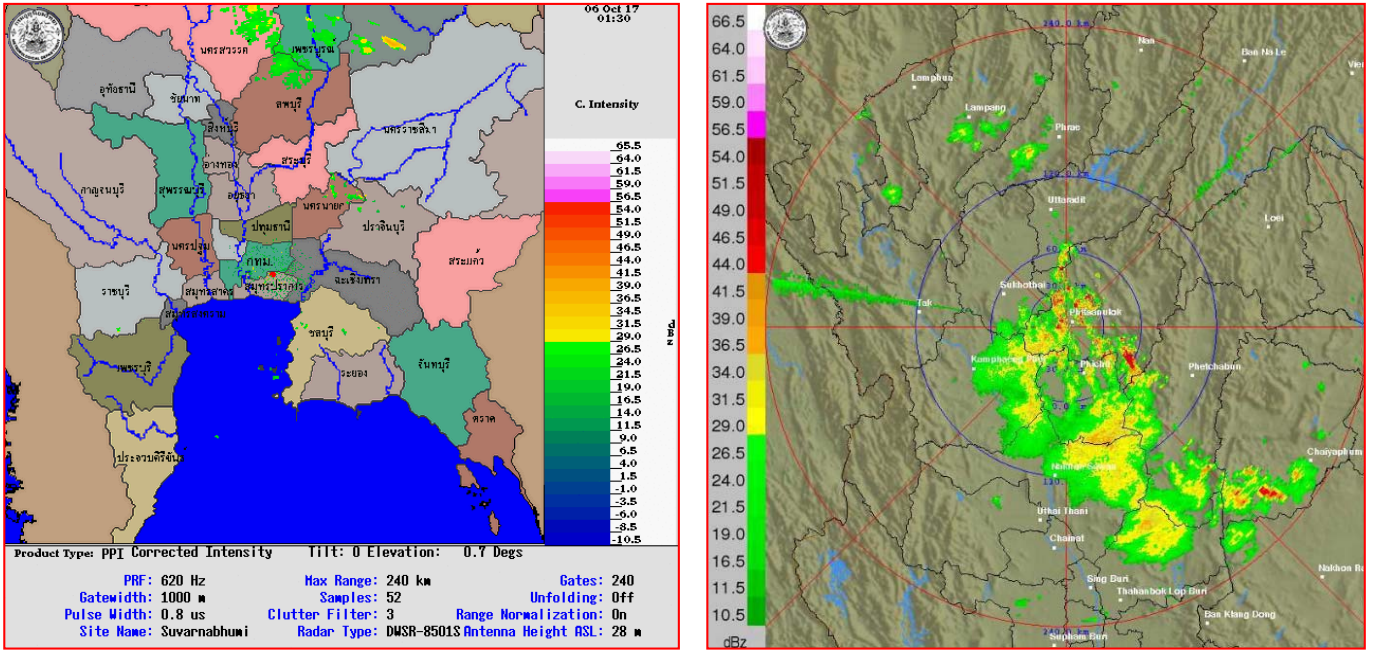 06 Oct 17
01:30
C. Intensity
65.5
64.0
61.5
59.0
56.5
54.0
51.5
49.0
46.5
44.0
41.5
39.0
36.5
34.0
31.5
29.0
26.5
24.0
21.5
19.0
16.5
14.0
11.5
9.0
6.5
4.0
1.5
-1.0
-3.5
-6.0
-8.5
-10.5
นครสวรรค์
เพชรบูรณ์
อุทัยธานี
ชัยนาท
ลพบุรี
สิงห์บุรี
นครราชสีมา
อ่างทอง
สระบุรี
กาญจนบุรี
สุพรรณบุรี
อยุธยา
นครนายก
ปราจีนบุรี
ปทุมธานี
นครปฐม
กทม.
สระแก้ว
ราชบุรี
สมุทรสาคร
สมุทรปราการ
ฉะเชิงเทรา
สมุทรสงคราม
ชลบุรี
เพชรบุรี
ระยอง
จันทบุรี
ตราด
ประจวบคีรีขันธ์
Product Type: PPI Corrected Intensity Tilt: 0 Elevation: 0.7 Degs
PRF: 620 Hz Max Range: 240 km Gates: 240
Gatewidth: 1000 m Samples: 52 Unfolding: Off
Pulse Width: 0.8 us Clutter Filter: 3 Range Normalization: On
Site Name: Suvarnabhumi Radar Type: DWSR-8501S Antenna Height ASL: 28 m
66.5
64.0
61.5
59.0
56.5
54.0
51.5
49.0
46.5
44.0
41.5
39.0
36.5
34.0
31.5
29.0
26.5
24.0
21.5
19.0
16.5
14.0
11.5
10.5
dBz
240.0 km
Nan
Ban Na Le
Lamphun
Lampang
Phrae
Uttaradit
Loei
Sukhothai
Tak
Phitsanulok
Kamphaeng Phet
Phichit
Phetchabun
Chaiyaphum
Nakhon Sawan
Uthai Thani
Chainat
Sing Buri
Thahanbok Lop Buri
Ban Klang Dong
240.0 km
Suphan Buri